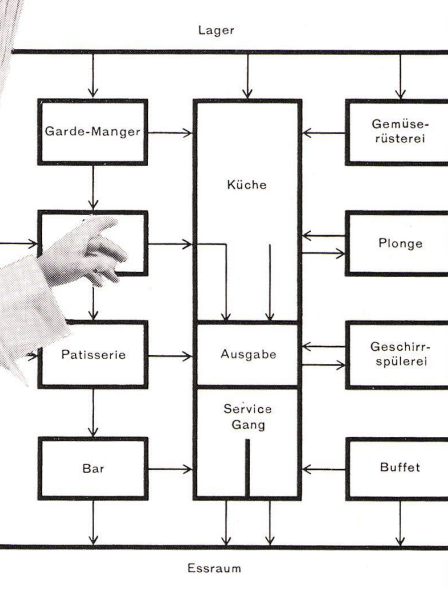 Lager
Garde-Manger
Küche
Gemüse-
rüsterei
Plonge
Patisserie
Ausgabe
Geschirr-
spülerei
Service
Gang
Bar
Buffet
Essraum